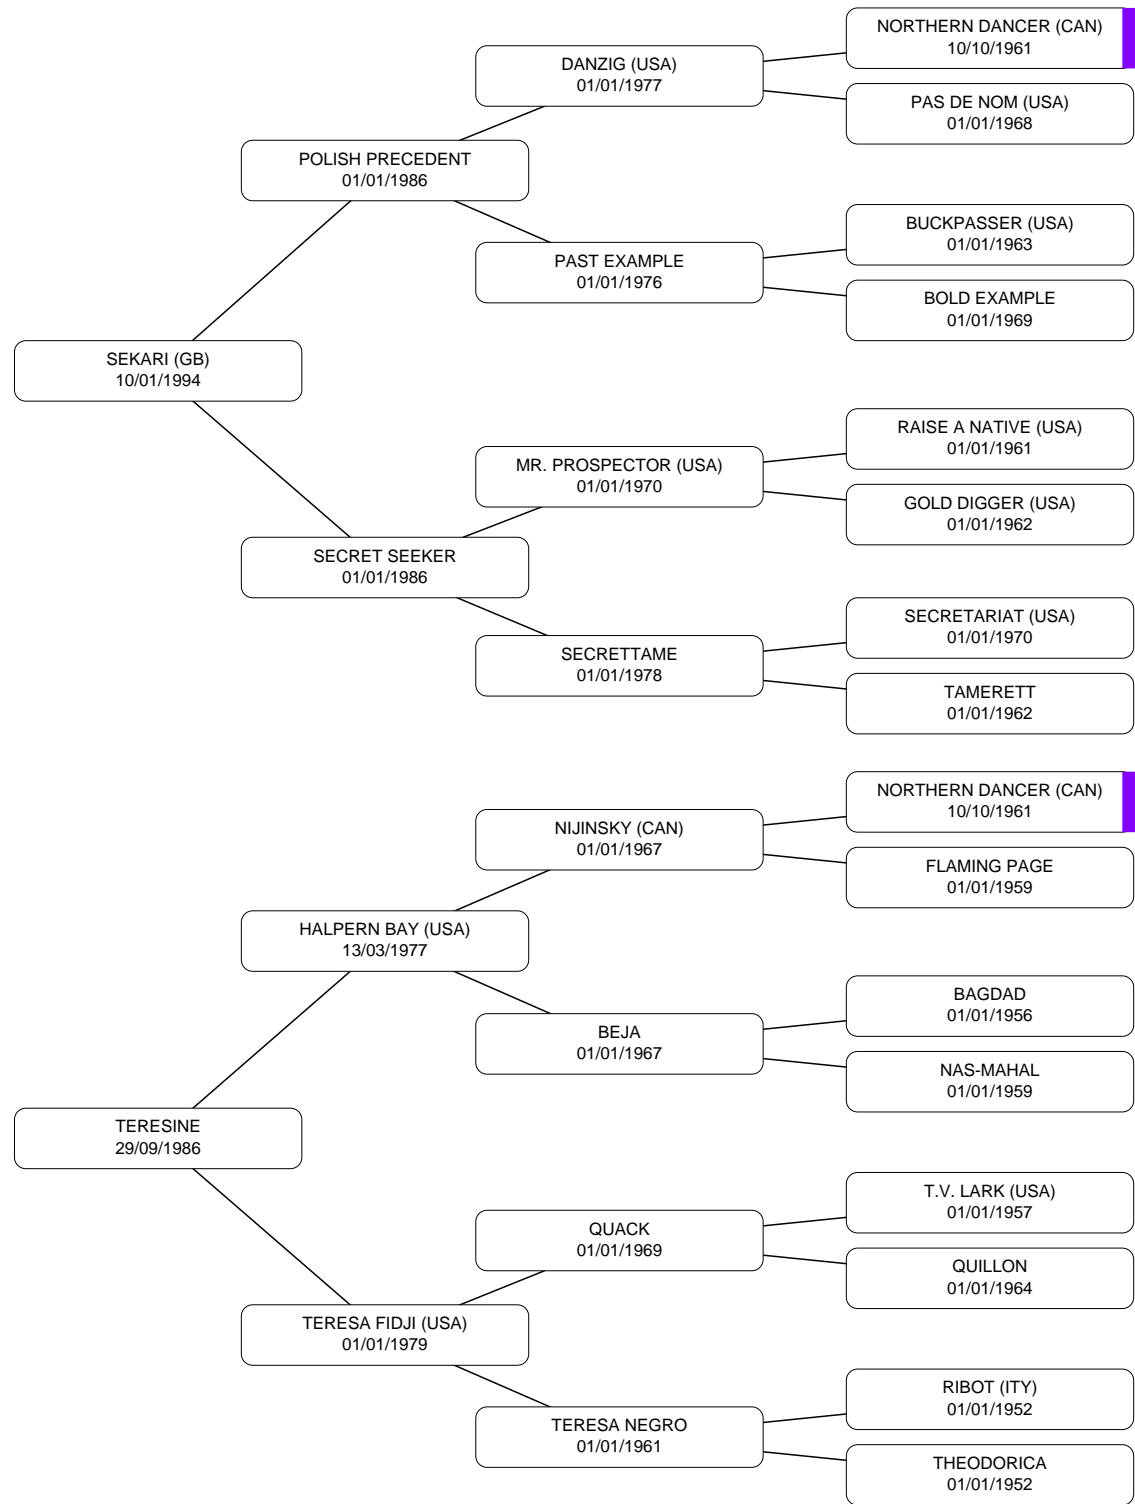 NORTHERN DANCER (CAN)
10/10/1961
DANZIG (USA)
01/01/1977
PAS DE NOM (USA)
01/01/1968
POLISH PRECEDENT
01/01/1986
BUCKPASSER (USA)
01/01/1963
PAST EXAMPLE
01/01/1976
BOLD EXAMPLE
01/01/1969
SEKARI (GB)
10/01/1994
RAISE A NATIVE (USA)
01/01/1961
MR. PROSPECTOR (USA)
01/01/1970
GOLD DIGGER (USA)
01/01/1962
SECRET SEEKER
01/01/1986
SECRETARIAT (USA)
01/01/1970
SECRETTAME
01/01/1978
TAMERETT
01/01/1962
NORTHERN DANCER (CAN)
10/10/1961
NIJINSKY (CAN)
01/01/1967
FLAMING PAGE
01/01/1959
HALPERN BAY (USA)
13/03/1977
BAGDAD
01/01/1956
BEJA
01/01/1967
NAS-MAHAL
01/01/1959
TERESINE
29/09/1986
T.V. LARK (USA)
01/01/1957
QUACK
01/01/1969
QUILLON
01/01/1964
TERESA FIDJI (USA)
01/01/1979
RIBOT (ITY)
01/01/1952
TERESA NEGRO
01/01/1961
THEODORICA
01/01/1952